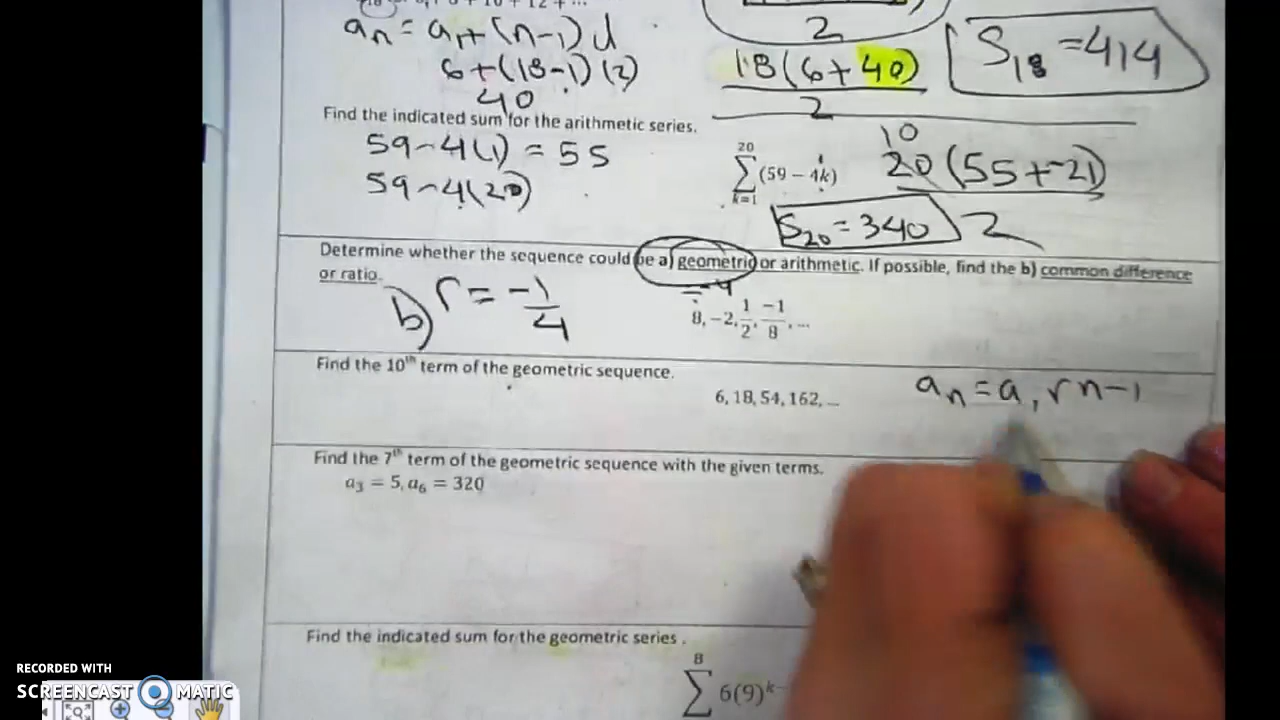 aₙ = a₁ + (n-1) d
6 + (18-1) (2)
40
2
18 (6 + 40)
2
S₁₈ = 414
Find the indicated sum for the arithmetic series.
59 - 4(1) = 55
59 - 4(20)
20
∑ (59 − 4k)
k=1
10
20 (55 + -21)
2
S₂₀ = 340
Determine whether the sequence could be a) geometric or arithmetic. If possible, find the b) common difference
or ratio.
b) r = -1/4
8, −2, 1/2, −1/8, ...
Find the 10th term of the geometric sequence.
6, 18, 54, 162, ...
aₙ = a₁ r n-1
Find the 7th term of the geometric sequence with the given terms.
a₃ = 5, a₆ = 320
Find the indicated sum for the geometric series .
8
∑ 6(9)ᵏ⁻
RECORDED WITH
SCREENCAST MATIC